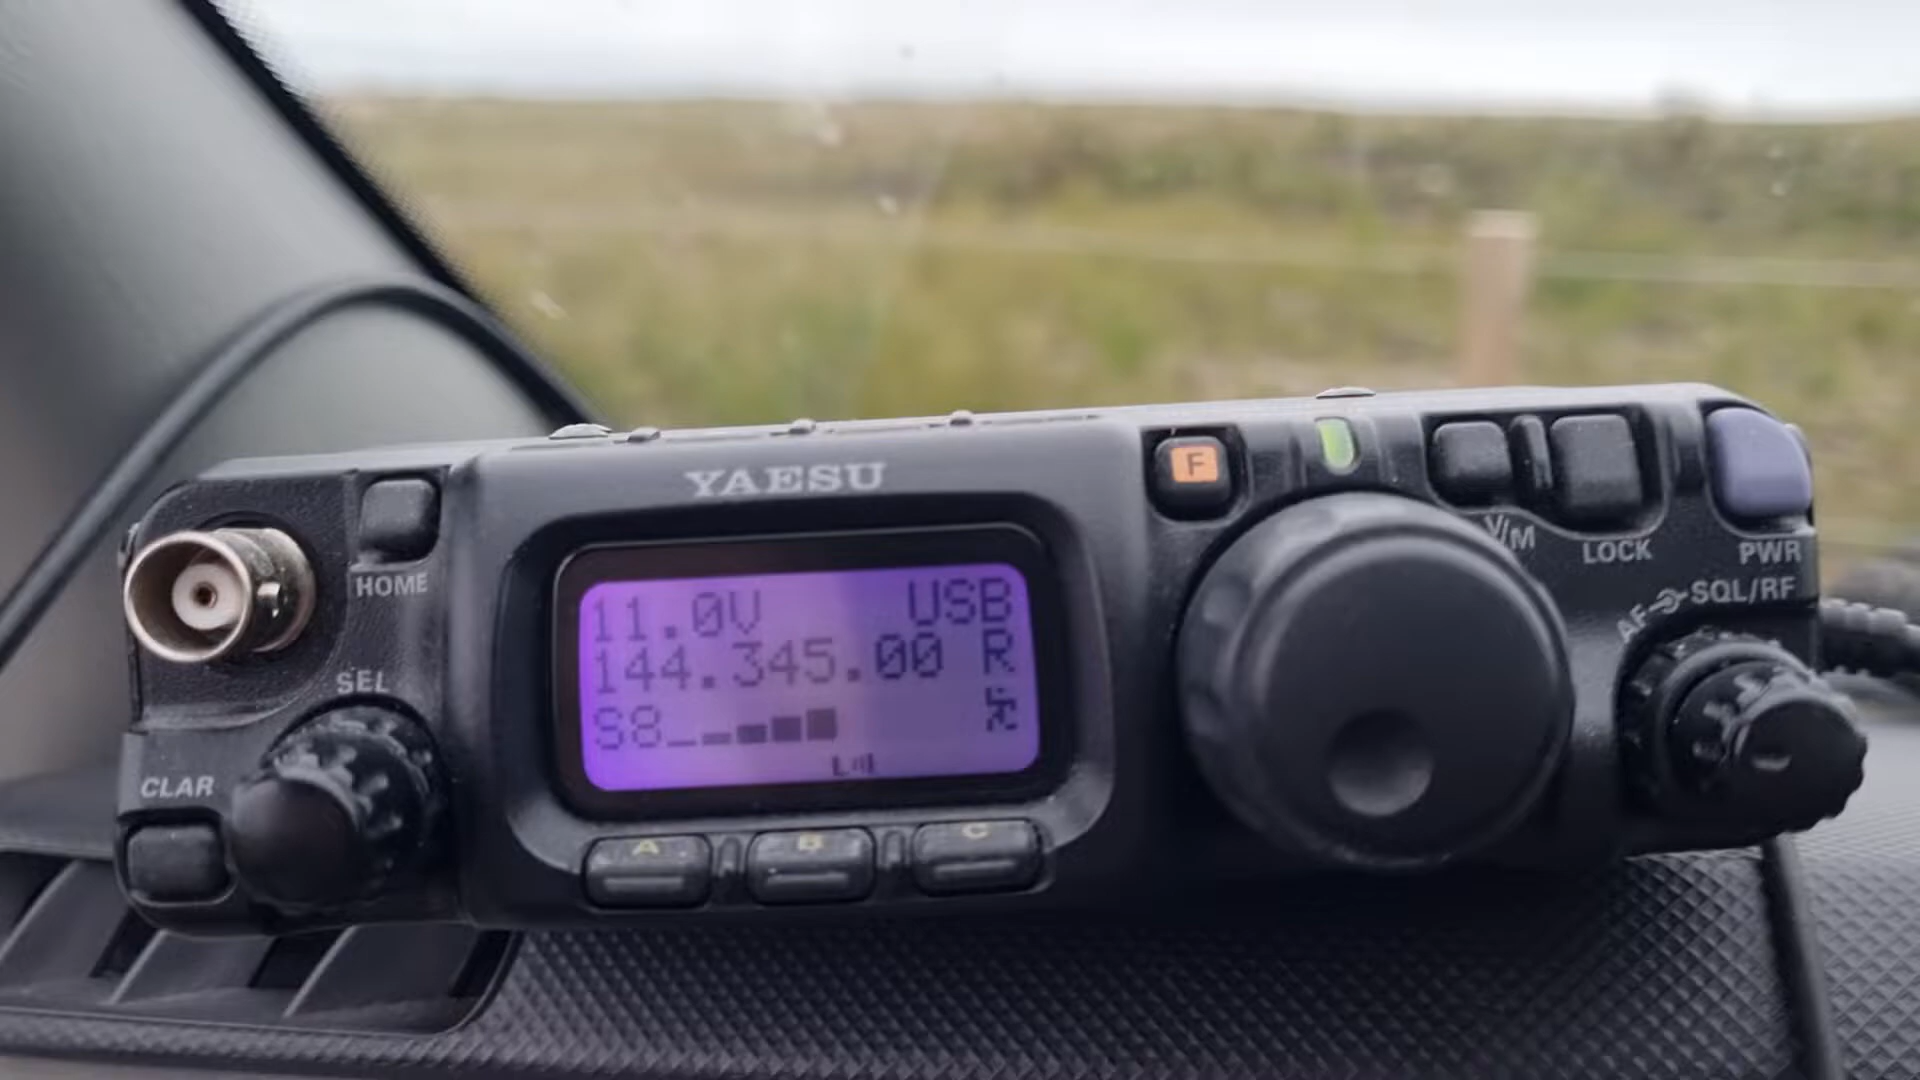 YAESU
F
HOME
V/M
LOCK
PWR
AF
SQL/RF
11.0V USB
144.345.00 R
S8
SEL
CLAR
A B C